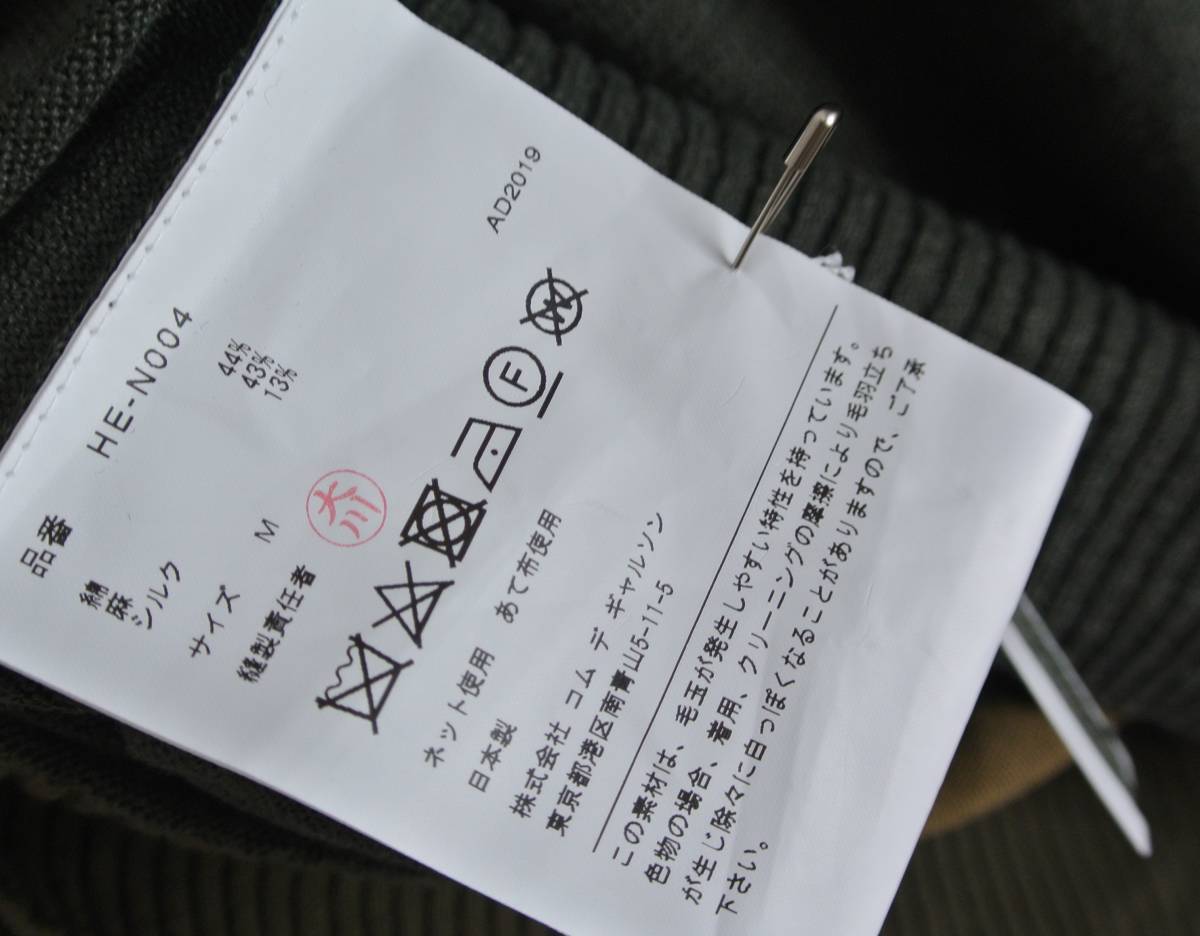 品番 HE-N004
綿 44%
麻 43%
シルク 13%
サイズ M
縫製責任者 大川
AD2019
F
W
ネット使用 あて布使用
日本製
株式会社 コム デ ギャルソン
東京都港区南青山5-11-5
この素材は、毛玉が発生しやすい特性を持っています。
色物の場合、着用、クリーニングの摩擦により毛羽立ち
が生じ除々に白っぽくなることがありますので、ご了承
下さい。